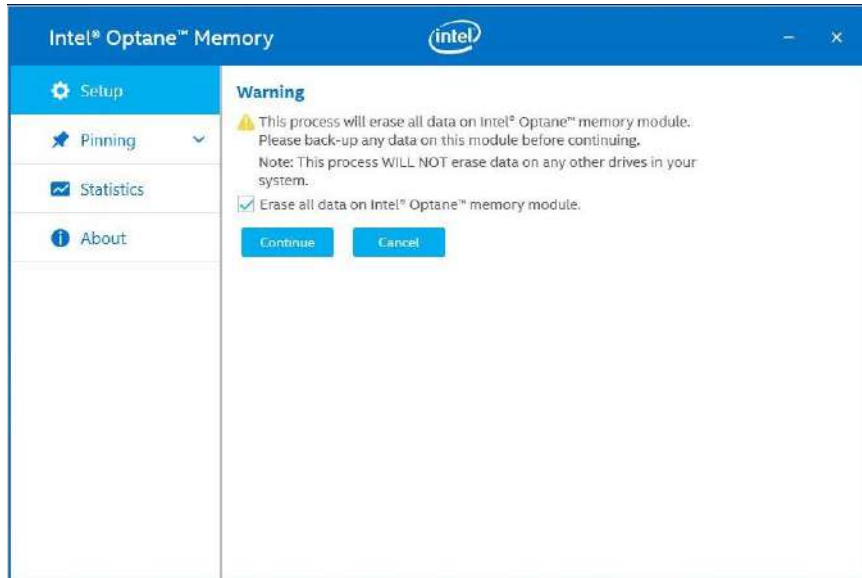 Intel® Optane™ Memory
intel
Setup
Pinning
Statistics
About
Warning
This process will erase all data on Intel® Optane™ memory module.
Please back-up any data on this module before continuing.
Note: This process WILL NOT erase data on any other drives in your
system.
Erase all data on Intel® Optane™ memory module.
Continue
Cancel